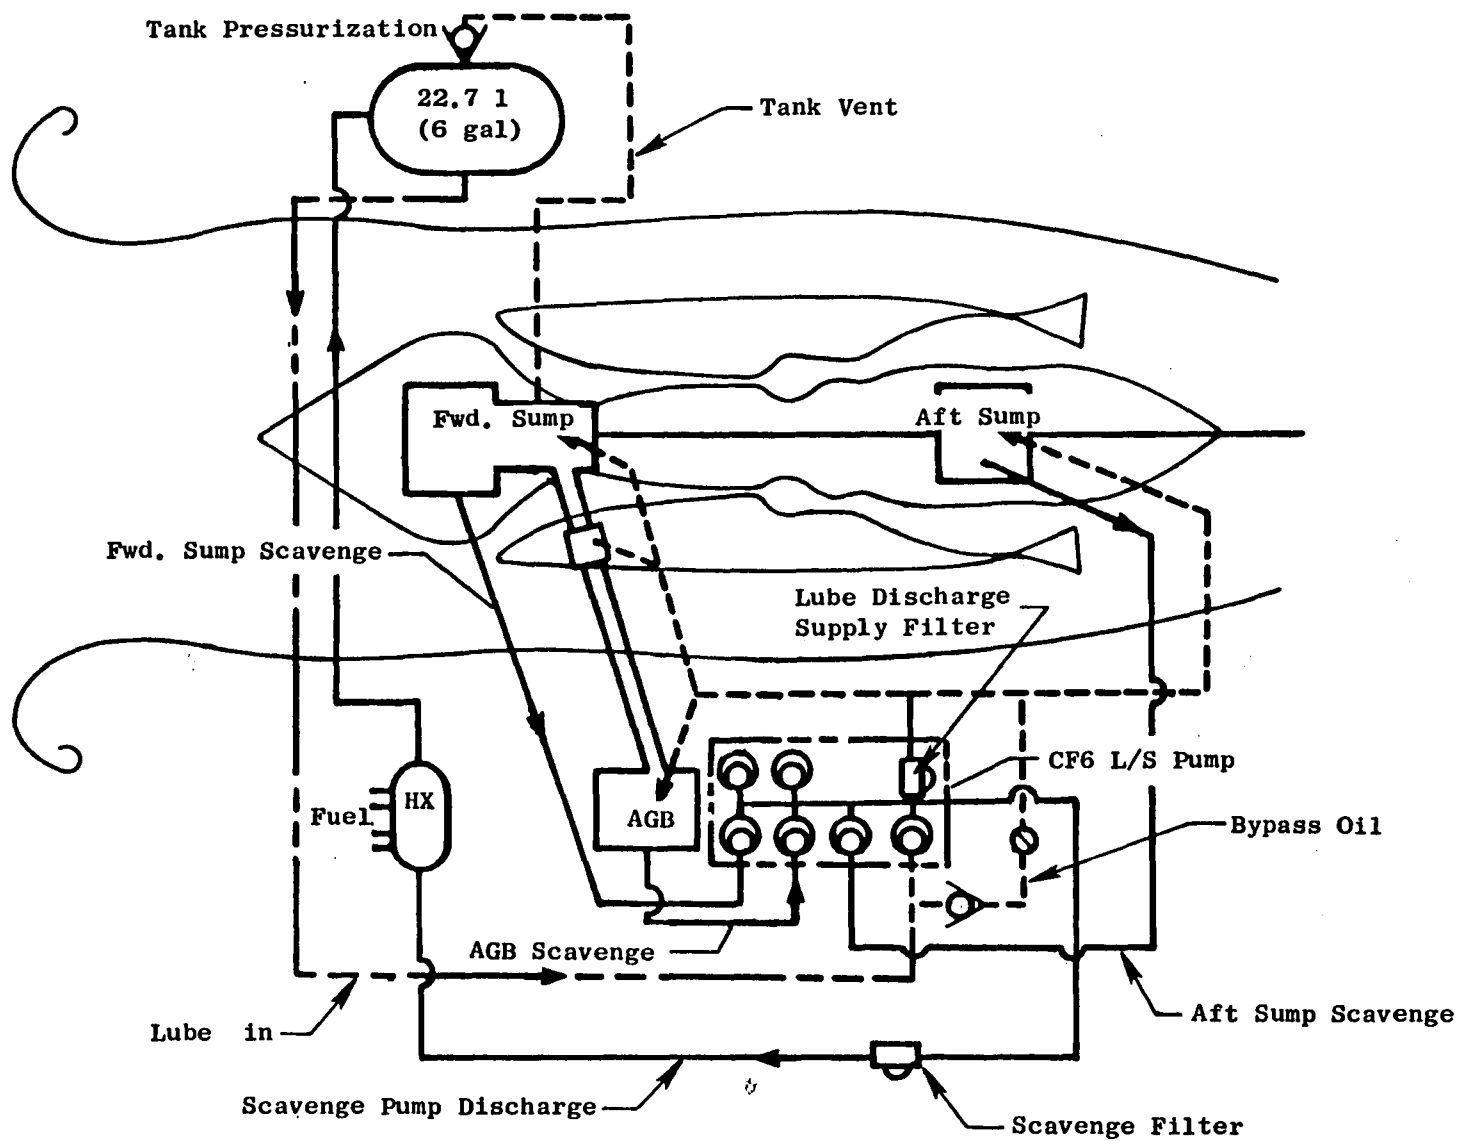 Tank Pressurization
22.7 l
(6 gal)
Tank Vent
Fwd. Sump
Aft Sump
Fwd. Sump Scavenge
Lube Discharge
Supply Filter
CF6 L/S Pump
HX
Fuel
AGB
Bypass Oil
AGB Scavenge
Aft Sump Scavenge
Lube in
Scavenge Pump Discharge
Scavenge Filter